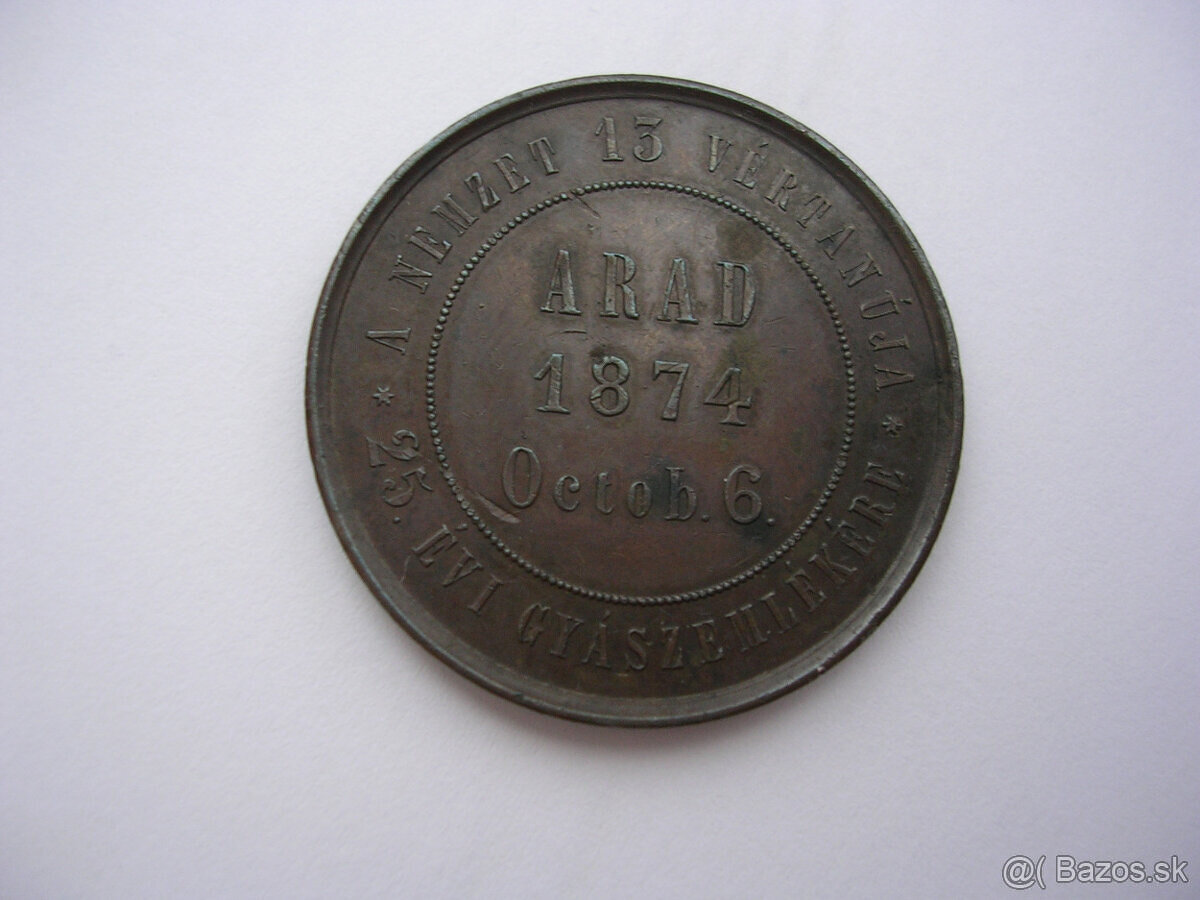 * A NEMZET 13 VÉRTANÚJA *
25. ÉVI GYÁSZEMLÉKÉRE
ARAD
1874
Octob. 6.
@( Bazos.sk